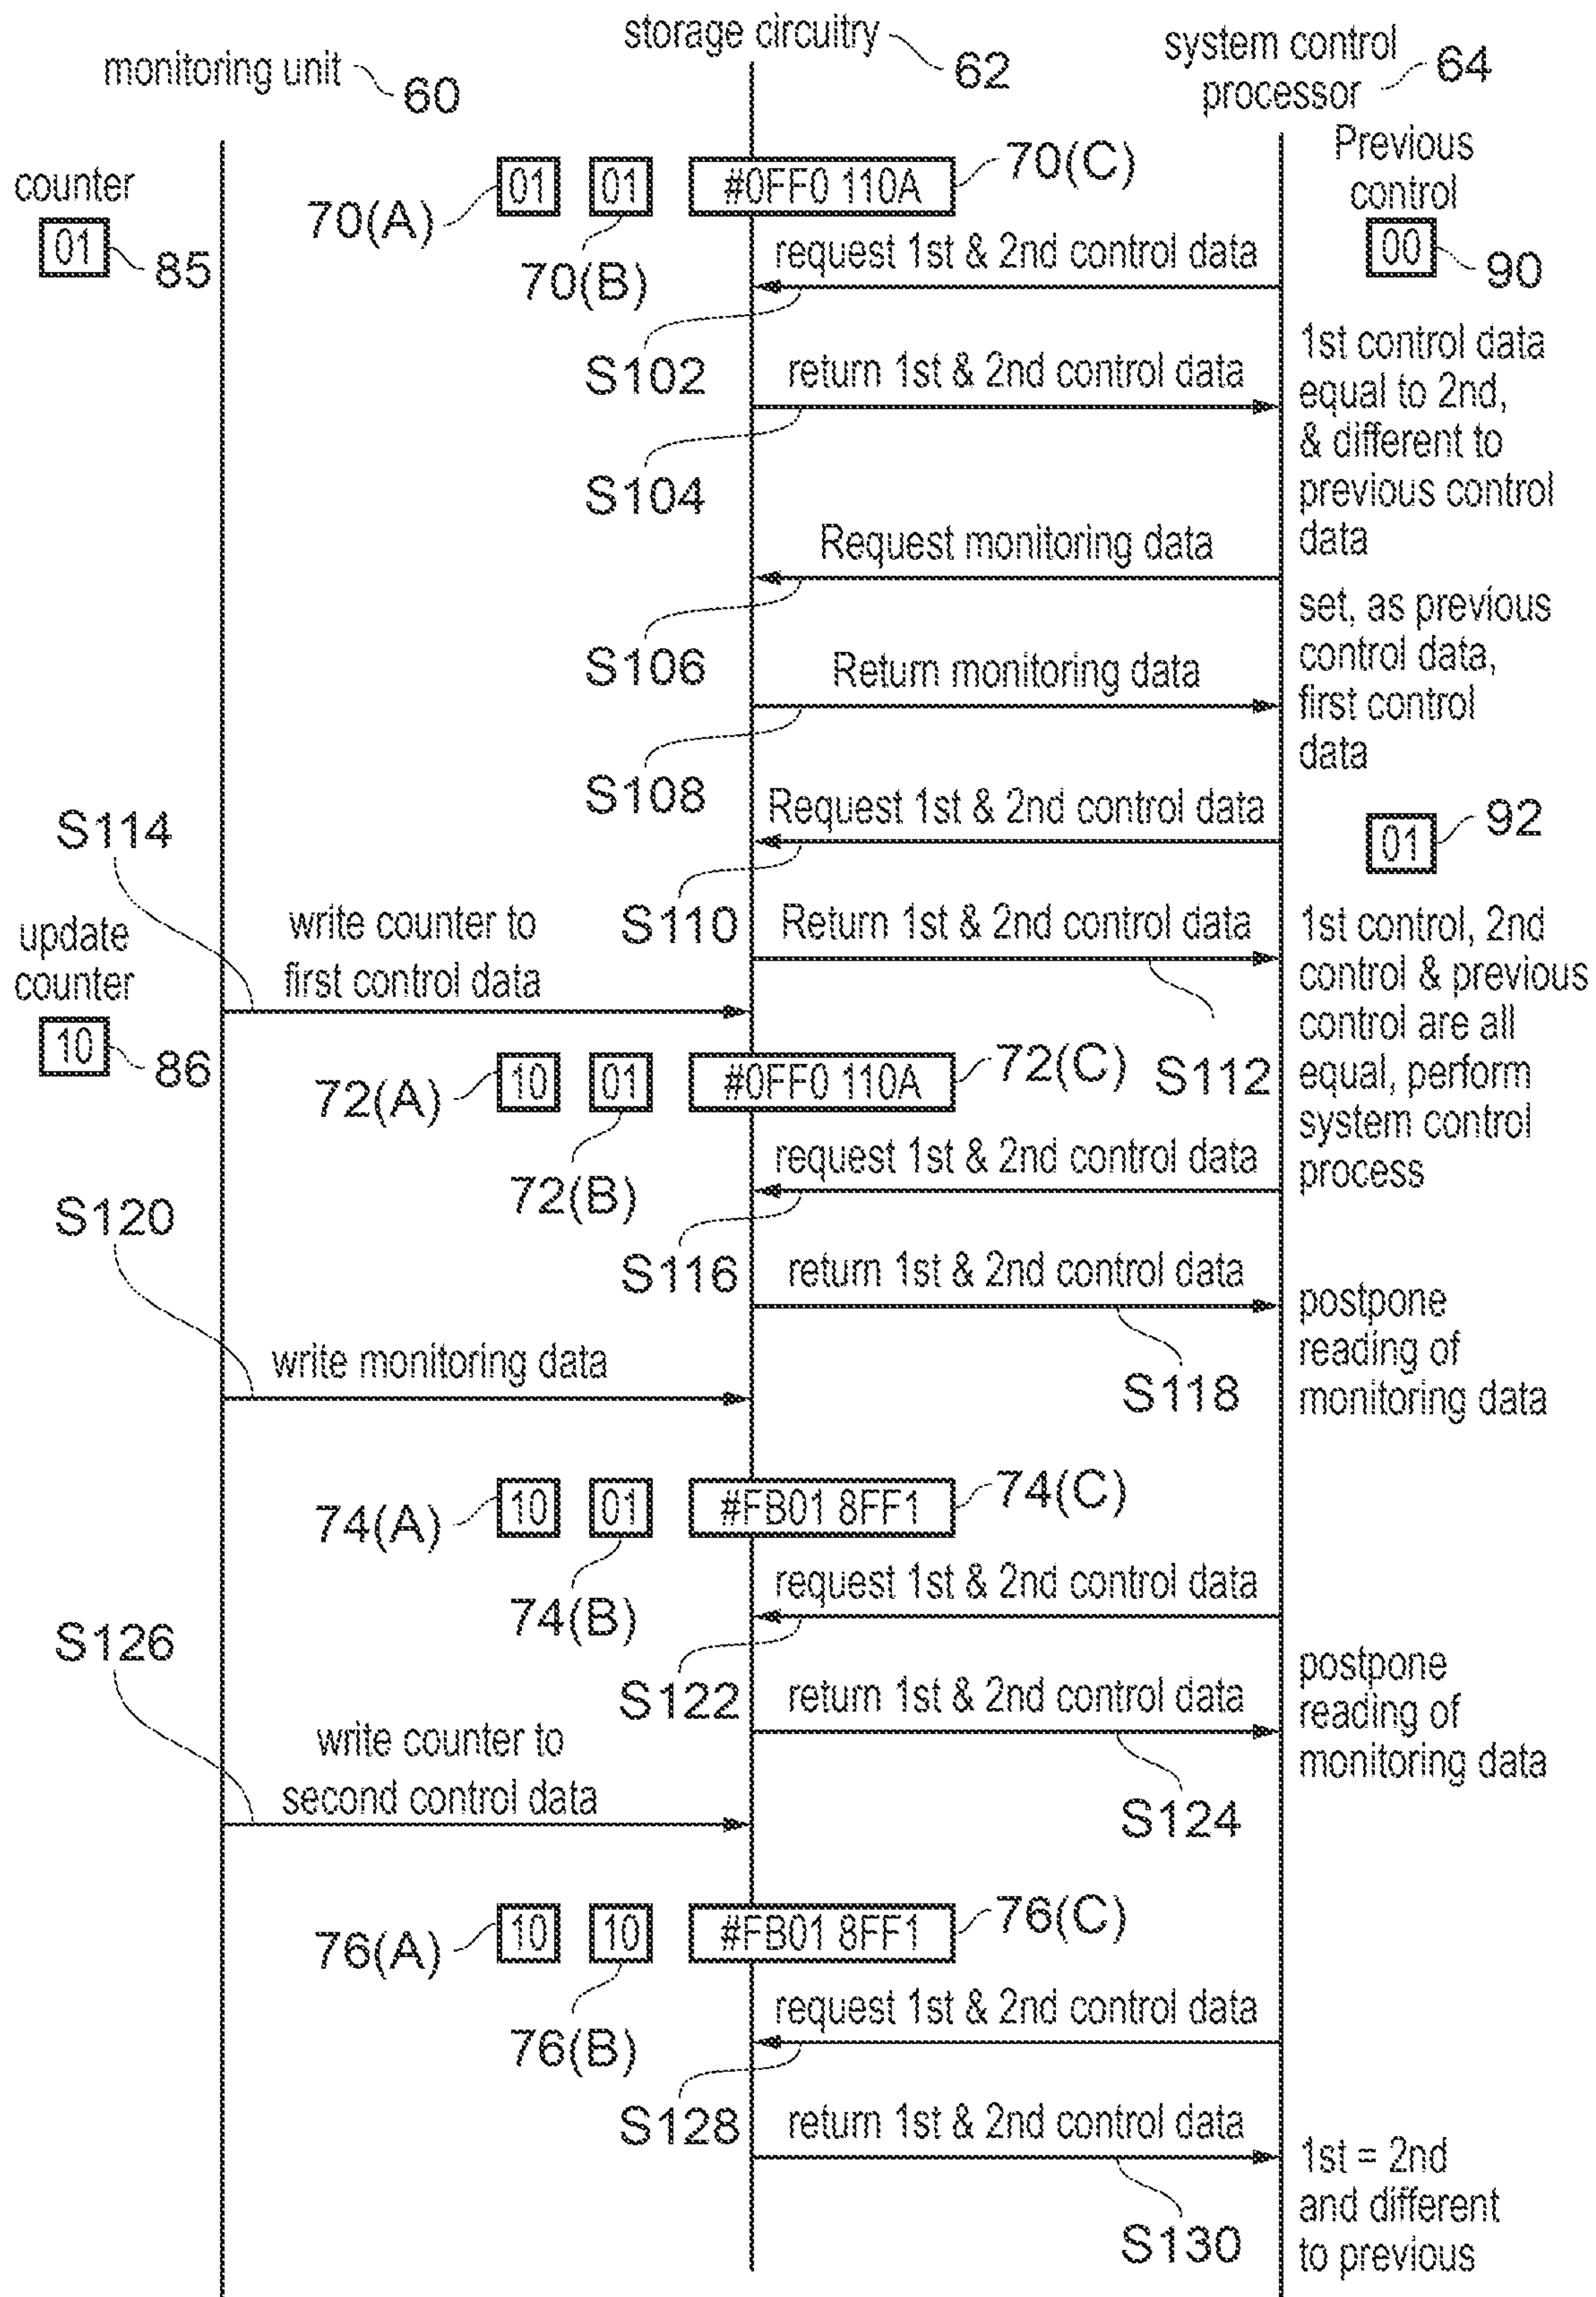 storage circuitry 62
monitoring unit 60
system control
processor 64
Previous
control
00
90
counter
01
85
70(A)
01
01
70(B)
#0FF0 110A
70(C)
request 1st & 2nd control data
S102
return 1st & 2nd control data
S104
1st control data
equal to 2nd,
& different to
previous control
data
Request monitoring data
S106
Return monitoring data
S108
set, as previous
control data,
first control
data
Request 1st & 2nd control data
S110
01
92
Return 1st & 2nd control data
S112
1st control, 2nd
control & previous
control are all
equal, perform
system control
process
S114
update
counter
10
86
write counter to
first control data
72(A)
10
01
72(B)
#0FF0 110A
72(C)
request 1st & 2nd control data
S116
return 1st & 2nd control data
S118
postpone
reading of
monitoring data
S120
write monitoring data
74(A)
10
01
74(B)
#FB01 8FF1
74(C)
request 1st & 2nd control data
S122
return 1st & 2nd control data
S124
postpone
reading of
monitoring data
S126
write counter to
second control data
76(A)
10
10
76(B)
#FB01 8FF1
76(C)
request 1st & 2nd control data
S128
return 1st & 2nd control data
S130
1st = 2nd
and different
to previous